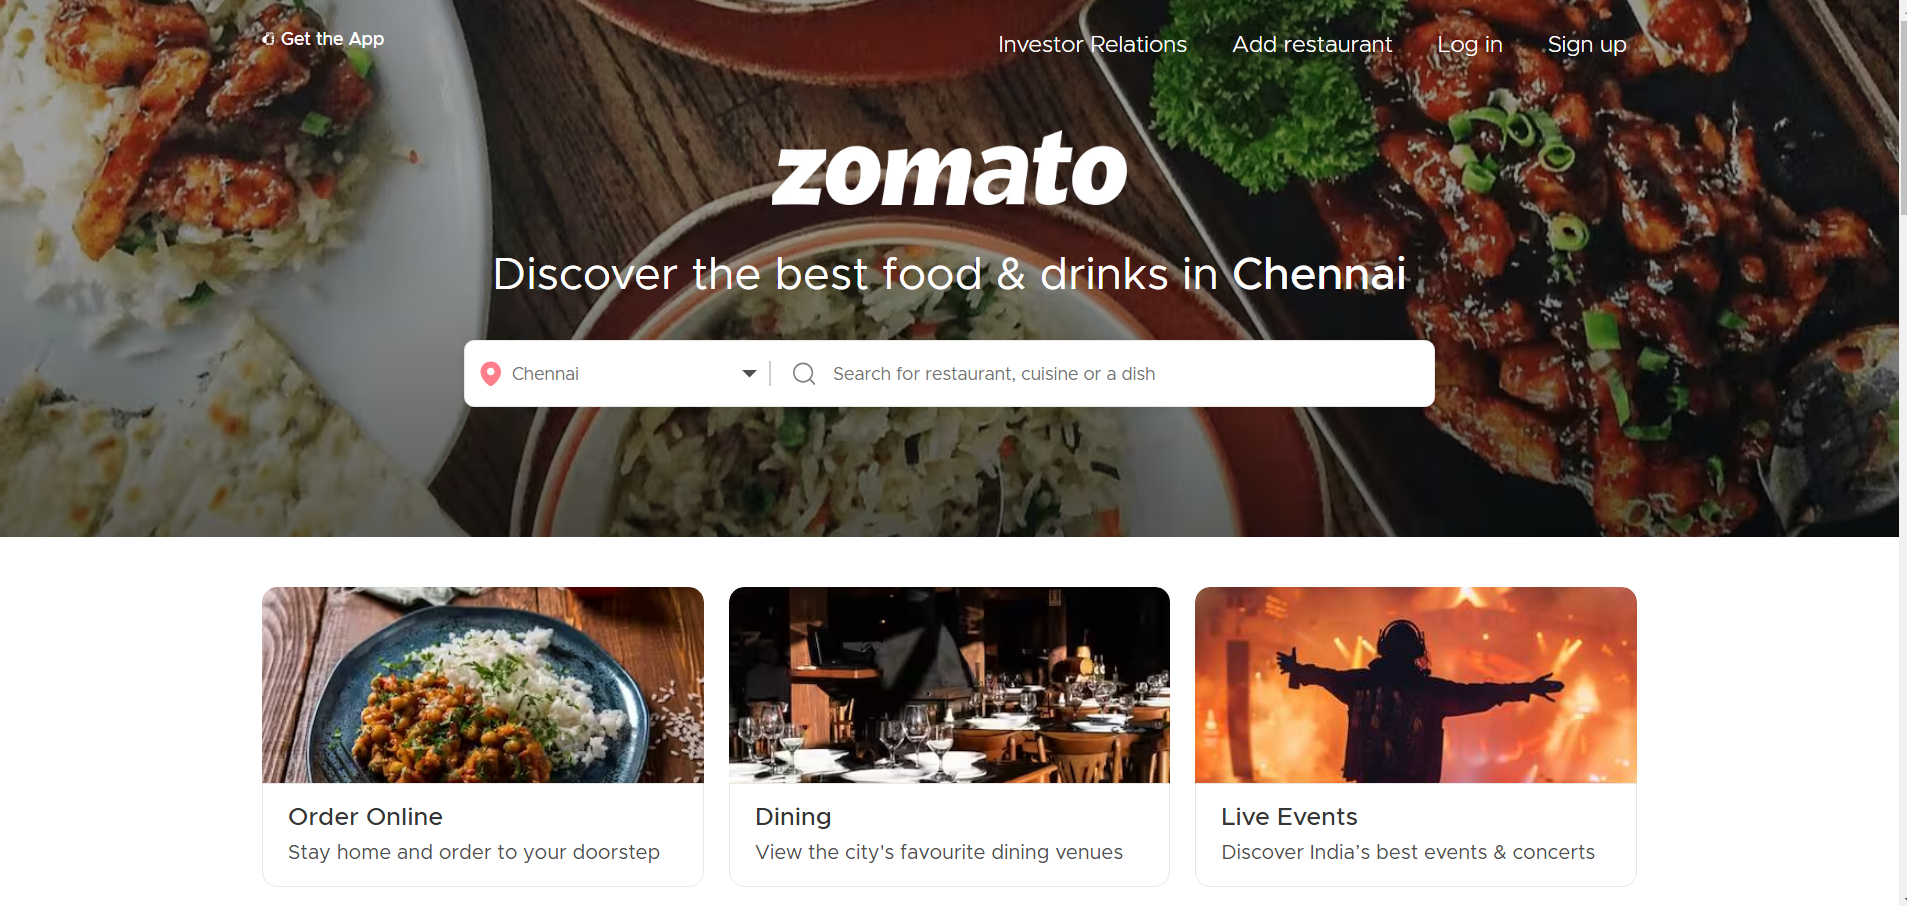 Get the App
Investor Relations
Add restaurant
Log in
Sign up
zomato
Discover the best food & drinks in Chennai
Chennai
Search for restaurant, cuisine or a dish
Order Online
Stay home and order to your doorstep
Dining
View the city's favourite dining venues
Live Events
Discover India’s best events & concerts